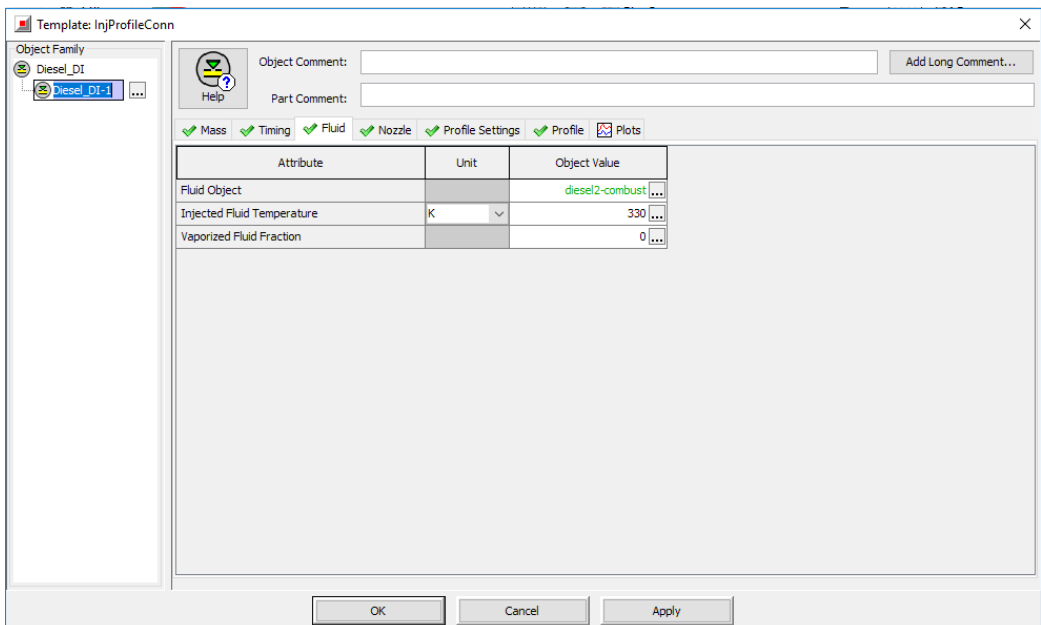 Template: InjProfileConn
Object Family
Diesel_DI
Diesel_DI-1 ...
Help
Object Comment:
Add Long Comment...
Part Comment:
Mass Timing Fluid Nozzle Profile Settings Profile Plots
Attribute Unit Object Value
Fluid Object diesel2-combust ...
Injected Fluid Temperature K 330 ...
Vaporized Fluid Fraction 0 ...
OK Cancel Apply